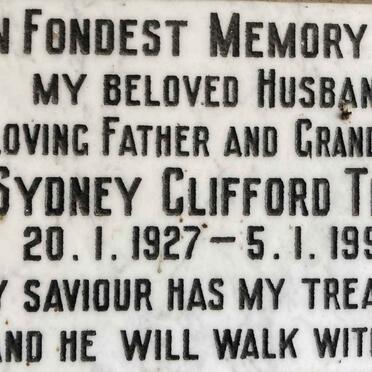 N FONDEST MEMORY
MY BELOVED HUSBAN
LOVING FATHER AND GRAND
SYDNEY CLIFFORD T
20.1.1927 – 5.1.199
Y SAVIOUR HAS MY TREA
AND HE WILL WALK WIT